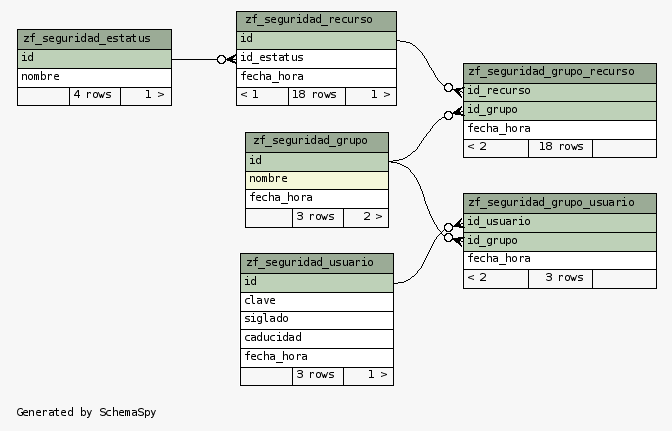 zf_seguridad_estatus
id
nombre
4 rows 1 >
zf_seguridad_recurso
id
id_estatus
fecha_hora
< 1 18 rows 1 >
zf_seguridad_grupo_recurso
id_recurso
id_grupo
fecha_hora
< 2 18 rows
zf_seguridad_grupo
id
nombre
fecha_hora
3 rows 2 >
zf_seguridad_grupo_usuario
id_usuario
id_grupo
fecha_hora
< 2 3 rows
zf_seguridad_usuario
id
clave
siglado
caducidad
fecha_hora
3 rows 1 >
Generated by SchemaSpy